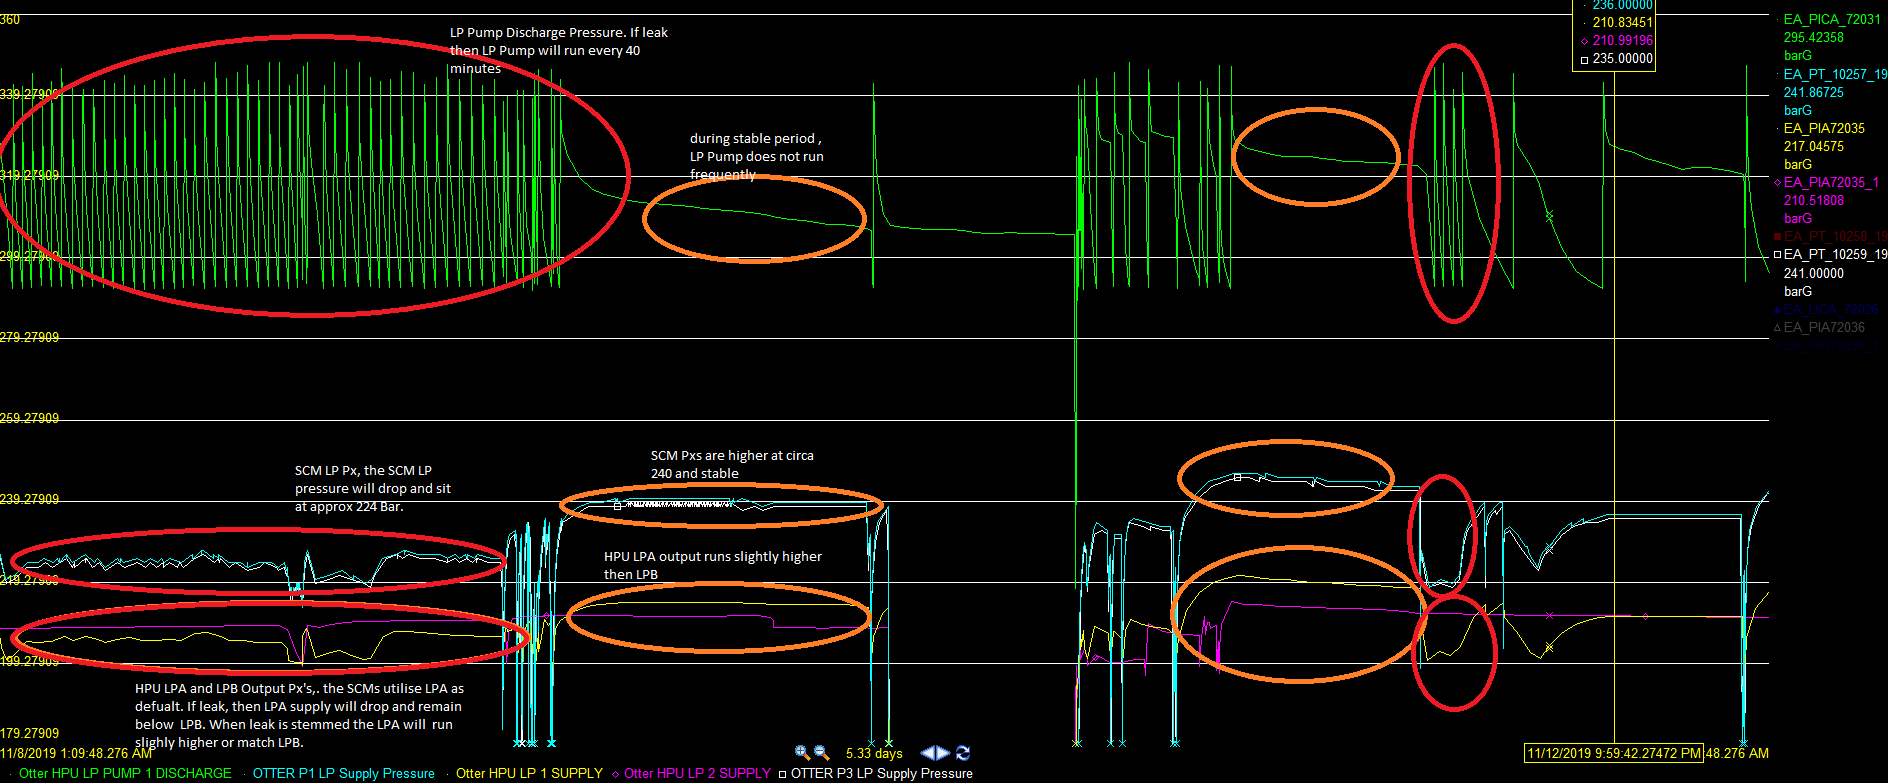 360
LP Pump Discharge Pressure. If leak
then LP Pump will run every 40
minutes
236.00000
210.83451
210.99196
235.00000
EA_PICA_72031
295.42358
barG
EA_PT_10257_19
241.86725
barG
EA_PIA72035
217.04575
barG
EA_PIA72035_1
210.51808
barG
EA_PT_10258_19
EA_PT_10259_19
241.00000
barG
EA_PIA72036
339.27909
during stable period ,
LP Pump does not run
frequently
319.27909
299.27909
279.27909
259.27909
SCM LP Px, the SCM LP
pressure will drop and sit
at approx 224 Bar.
SCM Pxs are higher at circa
240 and stable
239.27909
HPU LPA output runs slightly higher
then LPB
219.27909
199.27909
HPU LPA and LPB Output Px's,. the SCMs utilise LPA as
defualt. If leak, then LPA supply will drop and remain
below LPB. When leak is stemmed the LPA will run
slighly higher or match LPB.
179.27909
11/8/2019 1:09:48.276 AM
5.33 days
11/12/2019 9:59:42.27472 PM
:48.276 AM
Otter HPU LP PUMP 1 DISCHARGE
OTTER P1 LP Supply Pressure
Otter HPU LP 1 SUPPLY
Otter HPU LP 2 SUPPLY
OTTER P3 LP Supply Pressure